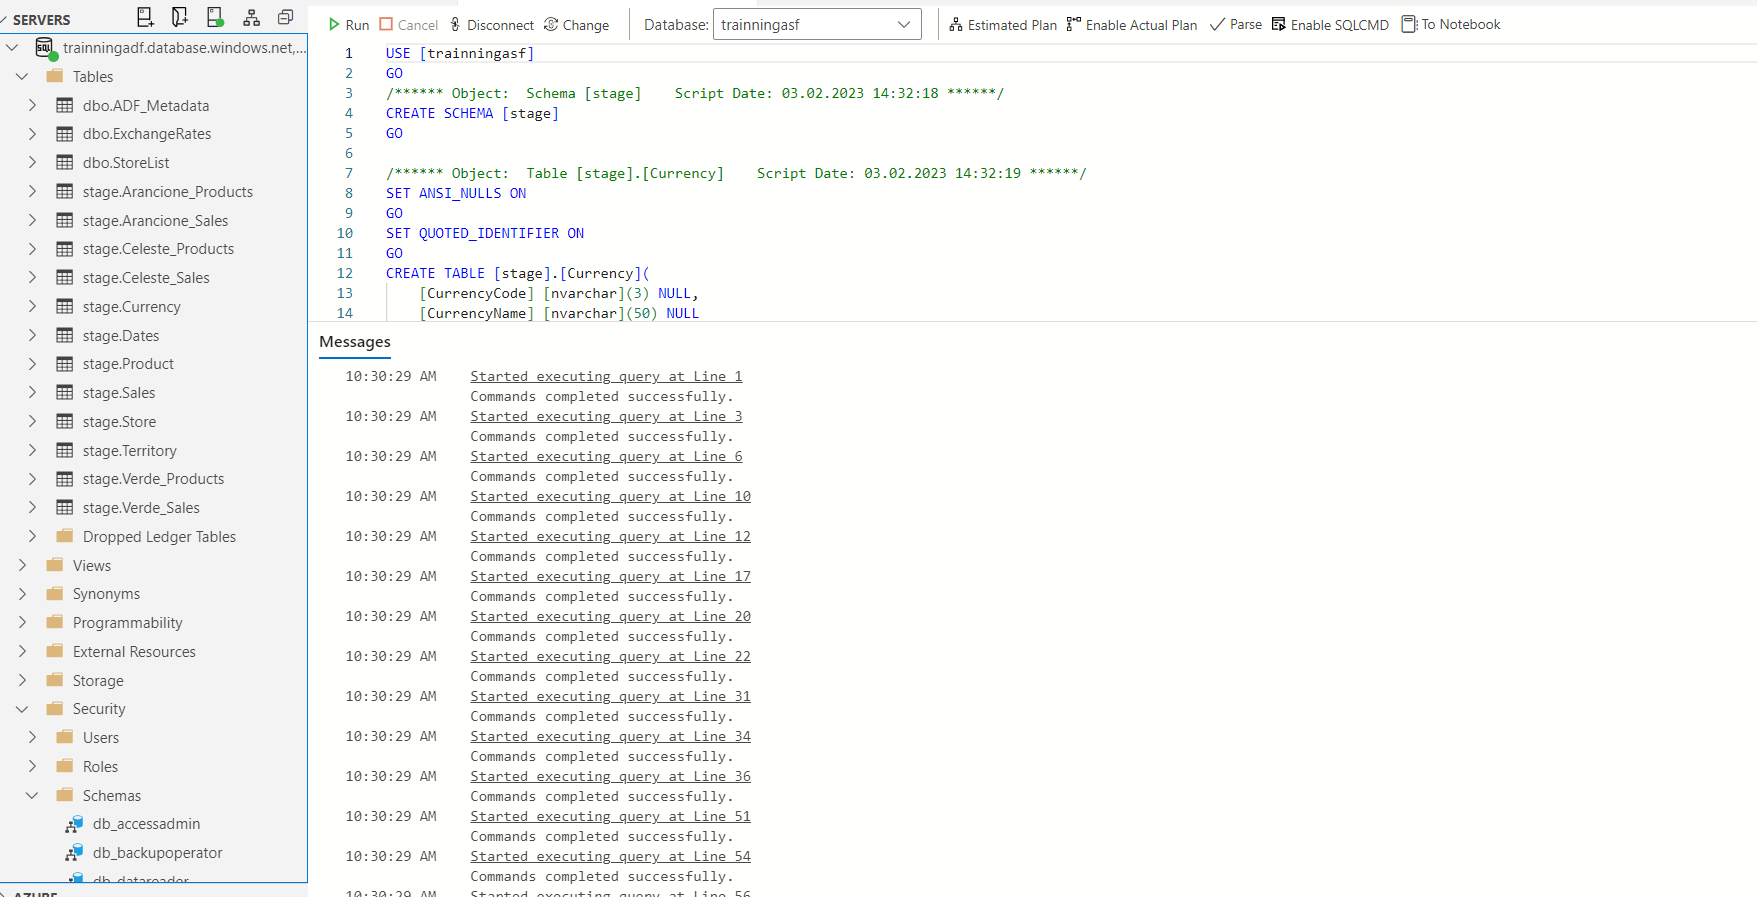 SERVERS
trainningadf.database.windows.net,...
Tables
dbo.ADF_Metadata
dbo.ExchangeRates
dbo.StoreList
stage.Arancione_Products
stage.Arancione_Sales
stage.Celeste_Products
stage.Celeste_Sales
stage.Currency
stage.Dates
stage.Product
stage.Sales
stage.Store
stage.Territory
stage.Verde_Products
stage.Verde_Sales
Dropped Ledger Tables
Views
Synonyms
Programmability
External Resources
Storage
Security
Users
Roles
Schemas
db_accessadmin
db_backupoperator
db_datareader
AZURE
Run Cancel Disconnect Change Database: trainningasf Estimated Plan Enable Actual Plan Parse Enable SQLCMD To Notebook
1 USE [trainningasf]
2 GO
3 /****** Object:  Schema [stage]    Script Date: 03.02.2023 14:32:18 ******/
4 CREATE SCHEMA [stage]
5 GO
6
7 /****** Object:  Table [stage].[Currency]    Script Date: 03.02.2023 14:32:19 ******/
8 SET ANSI_NULLS ON
9 GO
10 SET QUOTED_IDENTIFIER ON
11 GO
12 CREATE TABLE [stage].[Currency](
13 [CurrencyCode] [nvarchar](3) NULL,
14 [CurrencyName] [nvarchar](50) NULL
Messages
10:30:29 AM Started executing query at Line 1
Commands completed successfully.
10:30:29 AM Started executing query at Line 3
Commands completed successfully.
10:30:29 AM Started executing query at Line 6
Commands completed successfully.
10:30:29 AM Started executing query at Line 10
Commands completed successfully.
10:30:29 AM Started executing query at Line 12
Commands completed successfully.
10:30:29 AM Started executing query at Line 17
Commands completed successfully.
10:30:29 AM Started executing query at Line 20
Commands completed successfully.
10:30:29 AM Started executing query at Line 22
Commands completed successfully.
10:30:29 AM Started executing query at Line 31
Commands completed successfully.
10:30:29 AM Started executing query at Line 34
Commands completed successfully.
10:30:29 AM Started executing query at Line 36
Commands completed successfully.
10:30:29 AM Started executing query at Line 51
Commands completed successfully.
10:30:29 AM Started executing query at Line 54
Commands completed successfully.
10:30:29 AM Started executing query at Line 56